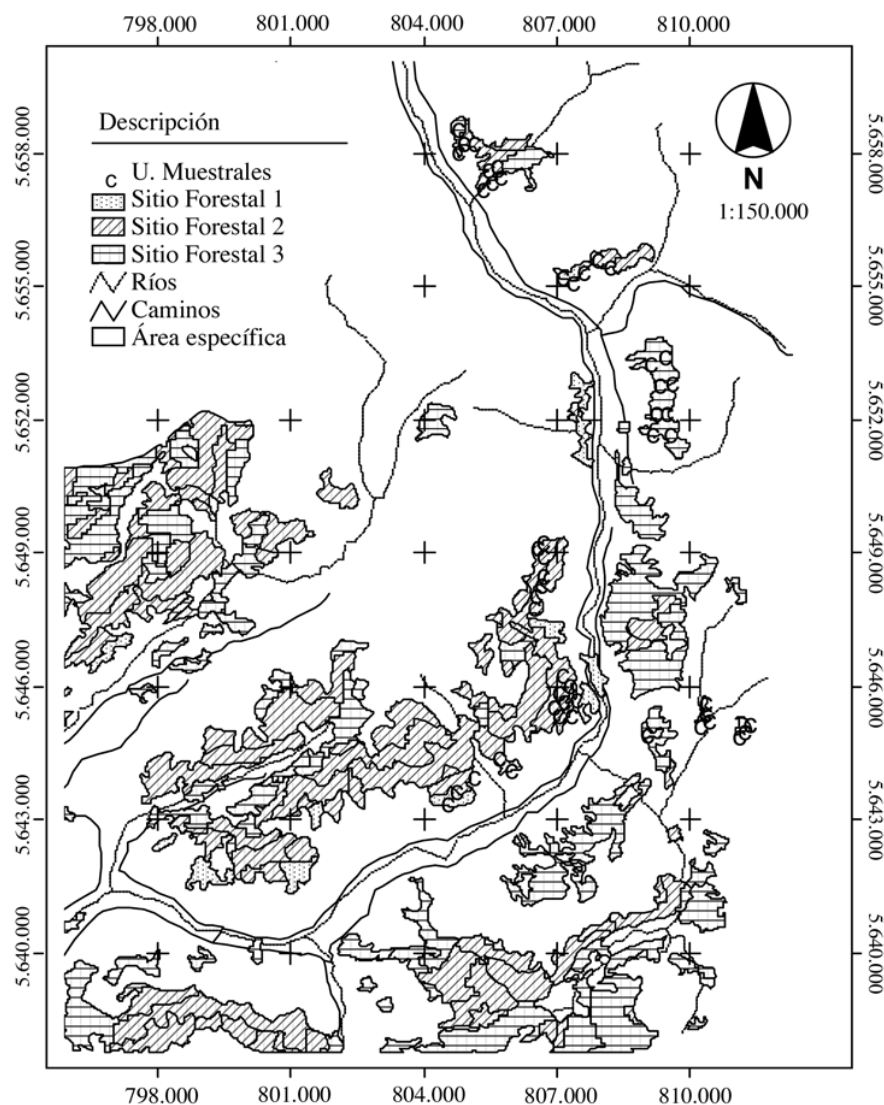 798.000 801.000 804.000 807.000 810.000
5.658.000
5.655.000
5.652.000
5.649.000
5.646.000
5.643.000
5.640.000
Descripción
C U. Muestrales
Sitio Forestal 1
Sitio Forestal 2
Sitio Forestal 3
Ríos
Caminos
Área específica
N
1:150.000
5.658.000
5.655.000
5.652.000
5.649.000
5.646.000
5.643.000
5.640.000
798.000 801.000 804.000 807.000 810.000